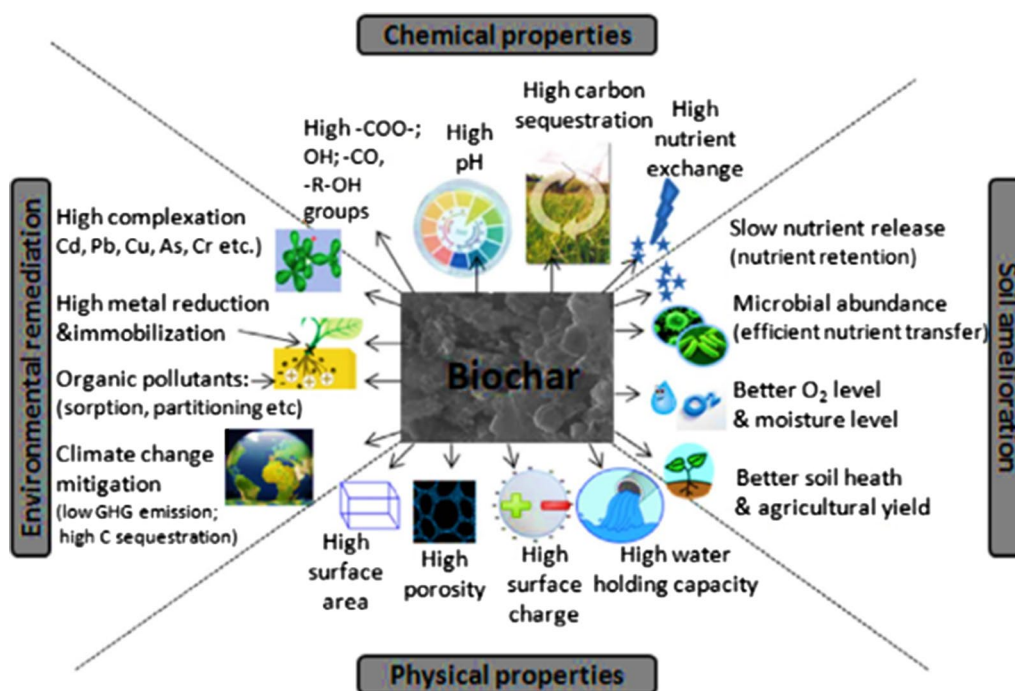 Chemical properties
High -COO-;
OH; -CO,
-R-OH
groups
High
pH
High carbon
sequestration
High
nutrient
exchange
Environmental remediation
High complexation
Cd, Pb, Cu, As, Cr etc.)
High metal reduction
&immobilization
Organic pollutants:
(sorption, partitioning etc)
Climate change
mitigation
(low GHG emission;
high C sequestration)
Biochar
Slow nutrient release
(nutrient retention)
Microbial abundance
(efficient nutrient transfer)
Better O₂ level
& moisture level
Better soil heath
& agricultural yield
Soil amelioration
High
surface
area
High
porosity
High
surface
charge
High water
holding capacity
Physical properties